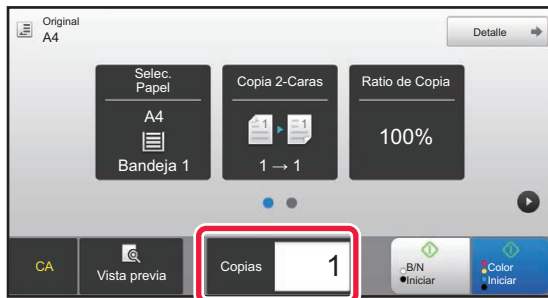 Original
A4
Detalle
Selec.
Papel
A4
Bandeja 1
Copia 2-Caras
1 → 1
Ratio de Copia
100%
CA
Vista previa
Copias
1
B/N
Iniciar
Color
Iniciar